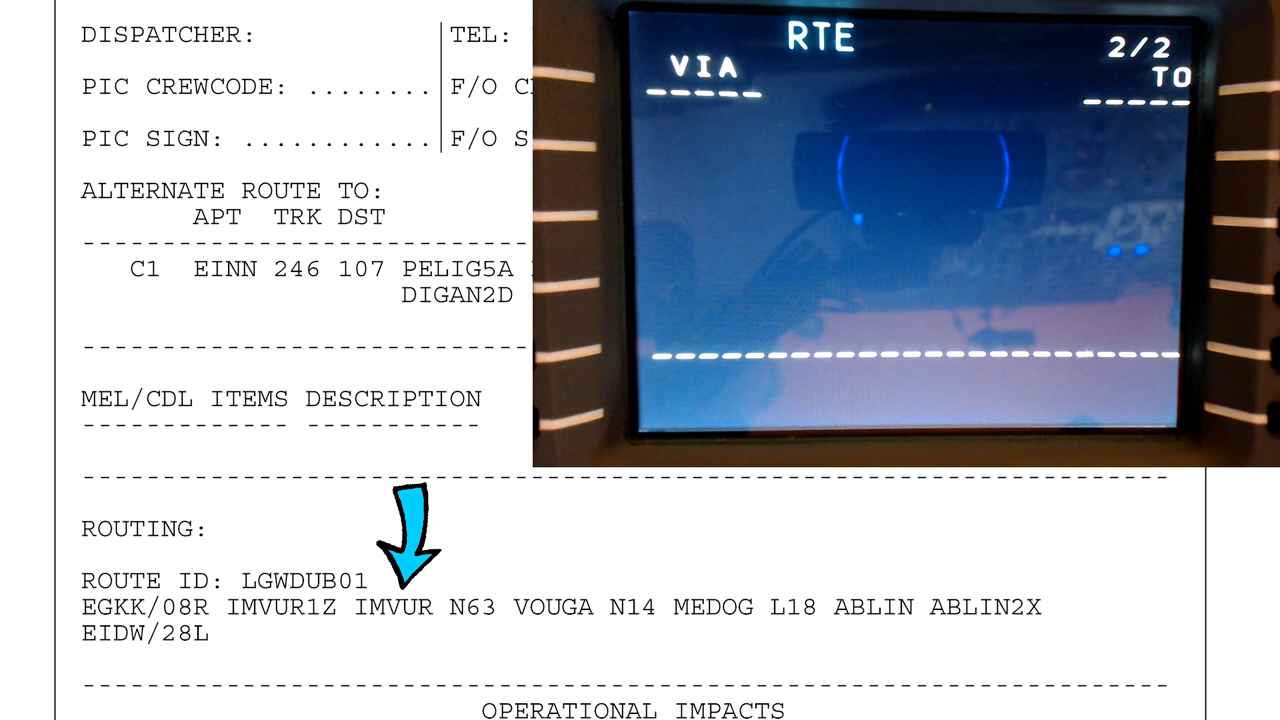 DISPATCHER: TEL:
PIC CREWCODE: ........ F/O
PIC SIGN: ............ F/O
ALTERNATE ROUTE TO:
APT TRK DST
C1 EINN 246 107 PELIG5A
DIGAN2D
MEL/CDL ITEMS DESCRIPTION
RTE 2/2
VIA TO
ROUTING:
ROUTE ID: LGWDUB01
EGKK/08R IMVUR1Z IMVUR N63 VOUGA N14 MEDOG L18 ABLIN ABLIN2X
EIDW/28L
OPERATIONAL IMPACTS